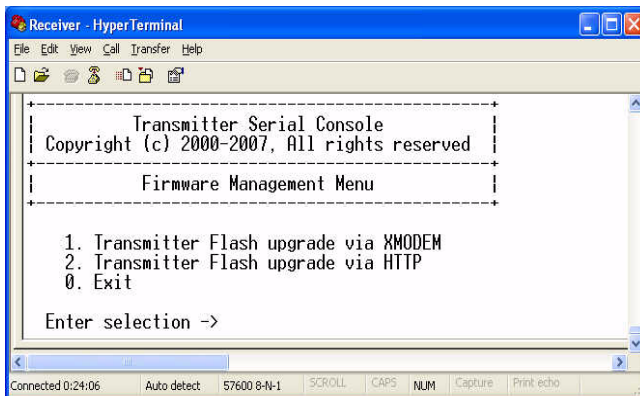 Receiver - HyperTerminal
File Edit View Call Transfer Help
Transmitter Serial Console
Copyright (c) 2000-2007, All rights reserved
Firmware Management Menu
1. Transmitter Flash upgrade via XMODEM
2. Transmitter Flash upgrade via HTTP
0. Exit
Enter selection ->
Connected 0:24:06 Auto detect 57600 8-N-1 SCROLL CAPS NUM Capture Print echo